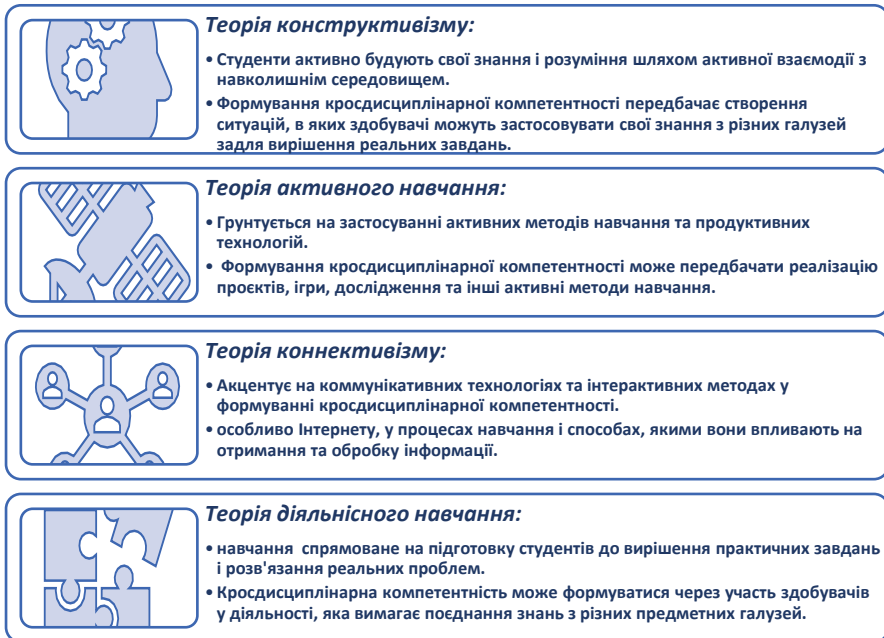 Теорія конструктивізму:
• Студенти активно будують свої знання і розуміння шляхом активної взаємодії з
навколишнім середовищем.
• Формування кросдисциплінарної компетентності передбачає створення
ситуацій, в яких здобувачі можуть застосовувати свої знання з різних галузей
задля вирішення реальних завдань.
Теорія активного навчання:
• Грунтується на застосуванні активних методів навчання та продуктивних
технологій.
• Формування кросдисциплінарної компетентності може передбачати реалізацію
проєктів, ігри, дослідження та інші активні методи навчання.
Теорія коннективізму:
• Акцентує на коммунікативних технологіях та інтерактивних методах у
формуванні кросдисциплінарної компетентності.
• особливо Інтернету, у процесах навчання і способах, якими вони впливають на
отримання та обробку інформації.
Теорія діяльнісного навчання:
• навчання спрямоване на підготовку студентів до вирішення практичних завдань
і розв'язання реальних проблем.
• Кросдисциплінарна компетентність може формуватися через участь здобувачів
у діяльності, яка вимагає поєднання знань з різних предметних галузей.